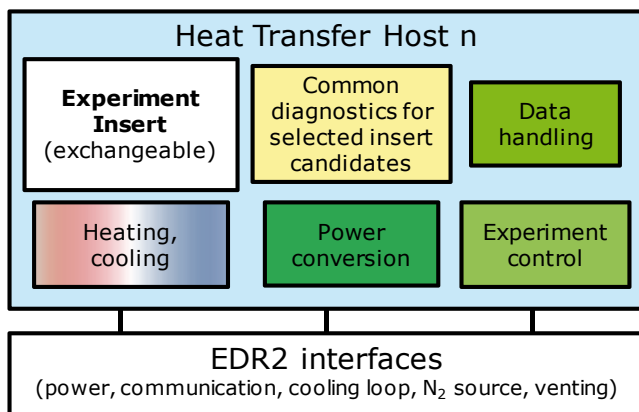 Heat Transfer Host n
Experiment
Insert
(exchangeable)
Common
diagnostics for
selected insert
candidates
Data
handling
Heating,
cooling
Power
conversion
Experiment
control
EDR2 interfaces
(power, communication, cooling loop, N₂ source, venting)